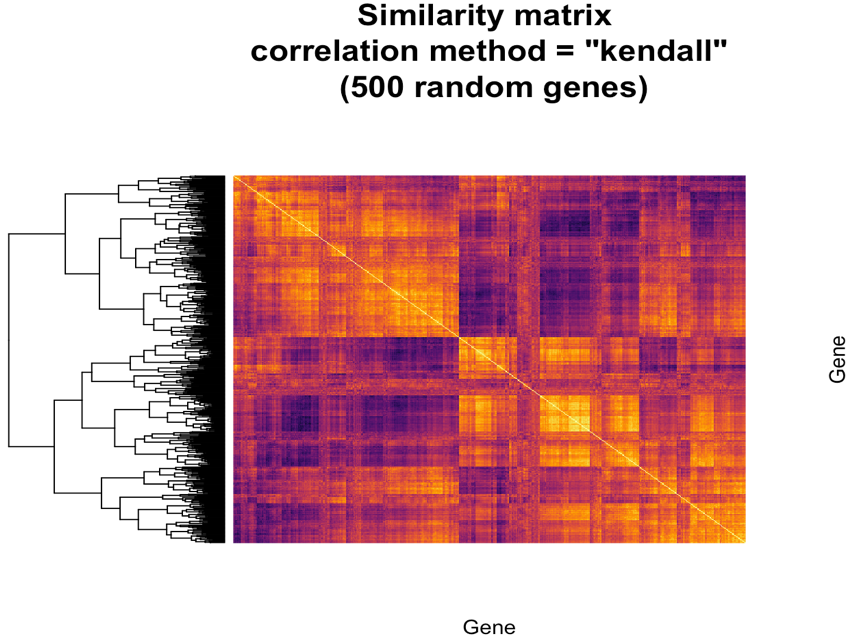 Similarity matrix
correlation method = "kendall"
(500 random genes)
Gene
Gene